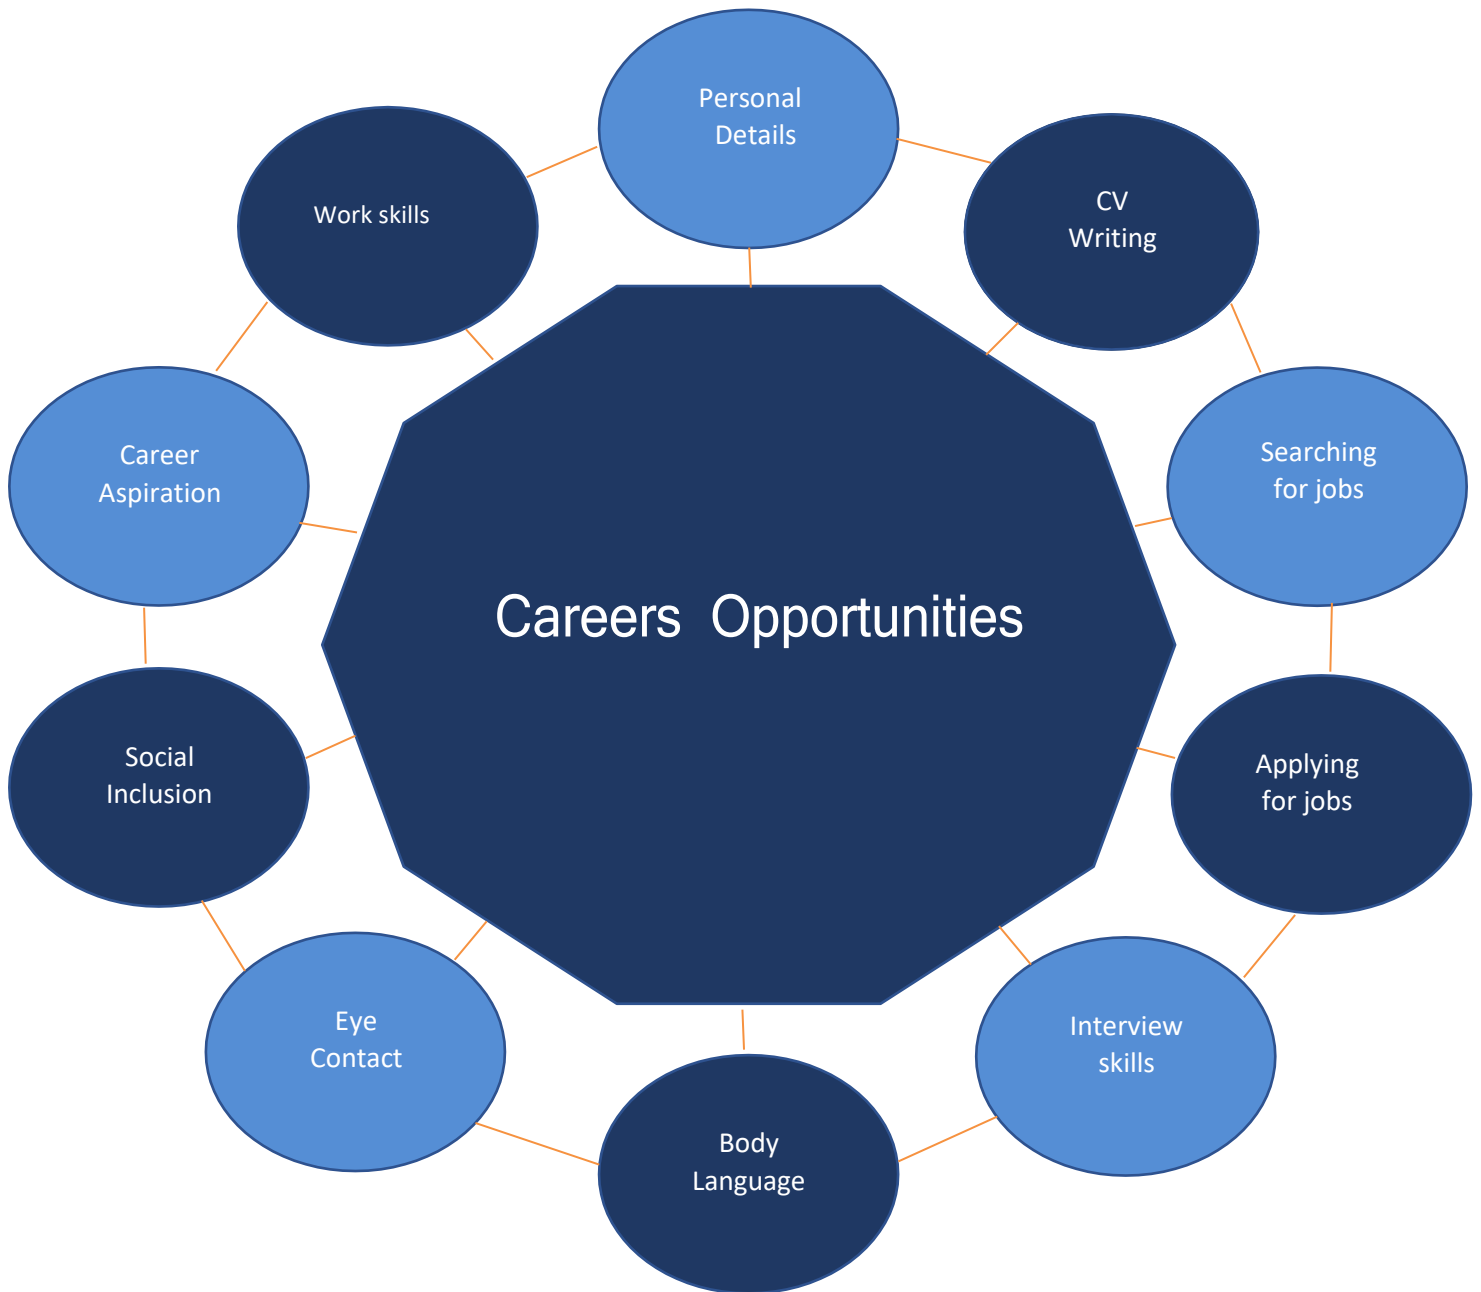 Personal
Details
Work skills
CV
Writing
Career
Aspiration
Searching
for jobs
Careers  Opportunities
Social
Inclusion
Applying
for jobs
Eye
Contact
Interview
skills
Body
Language